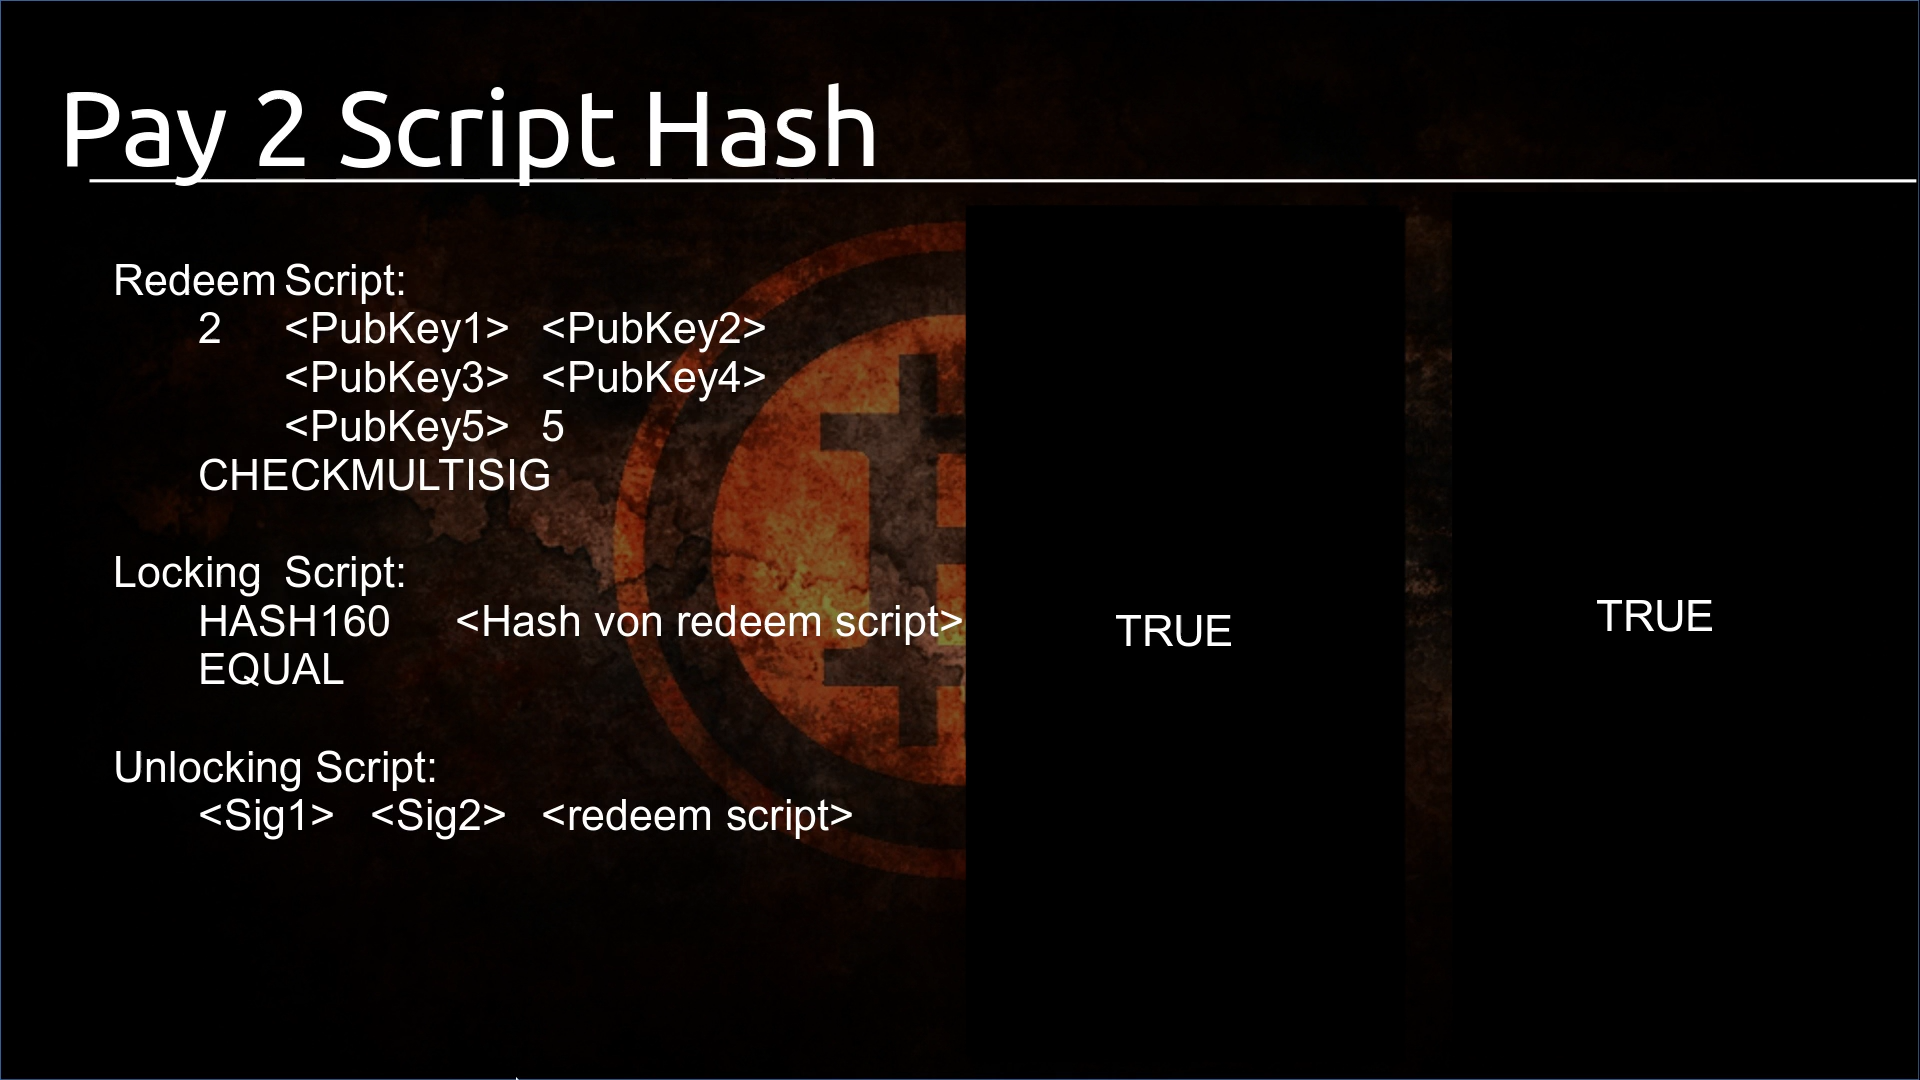 Pay 2 Script Hash
Redeem Script:
2 <PubKey1> <PubKey2>
<PubKey3> <PubKey4>
<PubKey5> 5
CHECKMULTISIG
Locking Script:
HASH160 <Hash von redeem script>
EQUAL
Unlocking Script:
<Sig1> <Sig2> <redeem script>
TRUE
TRUE